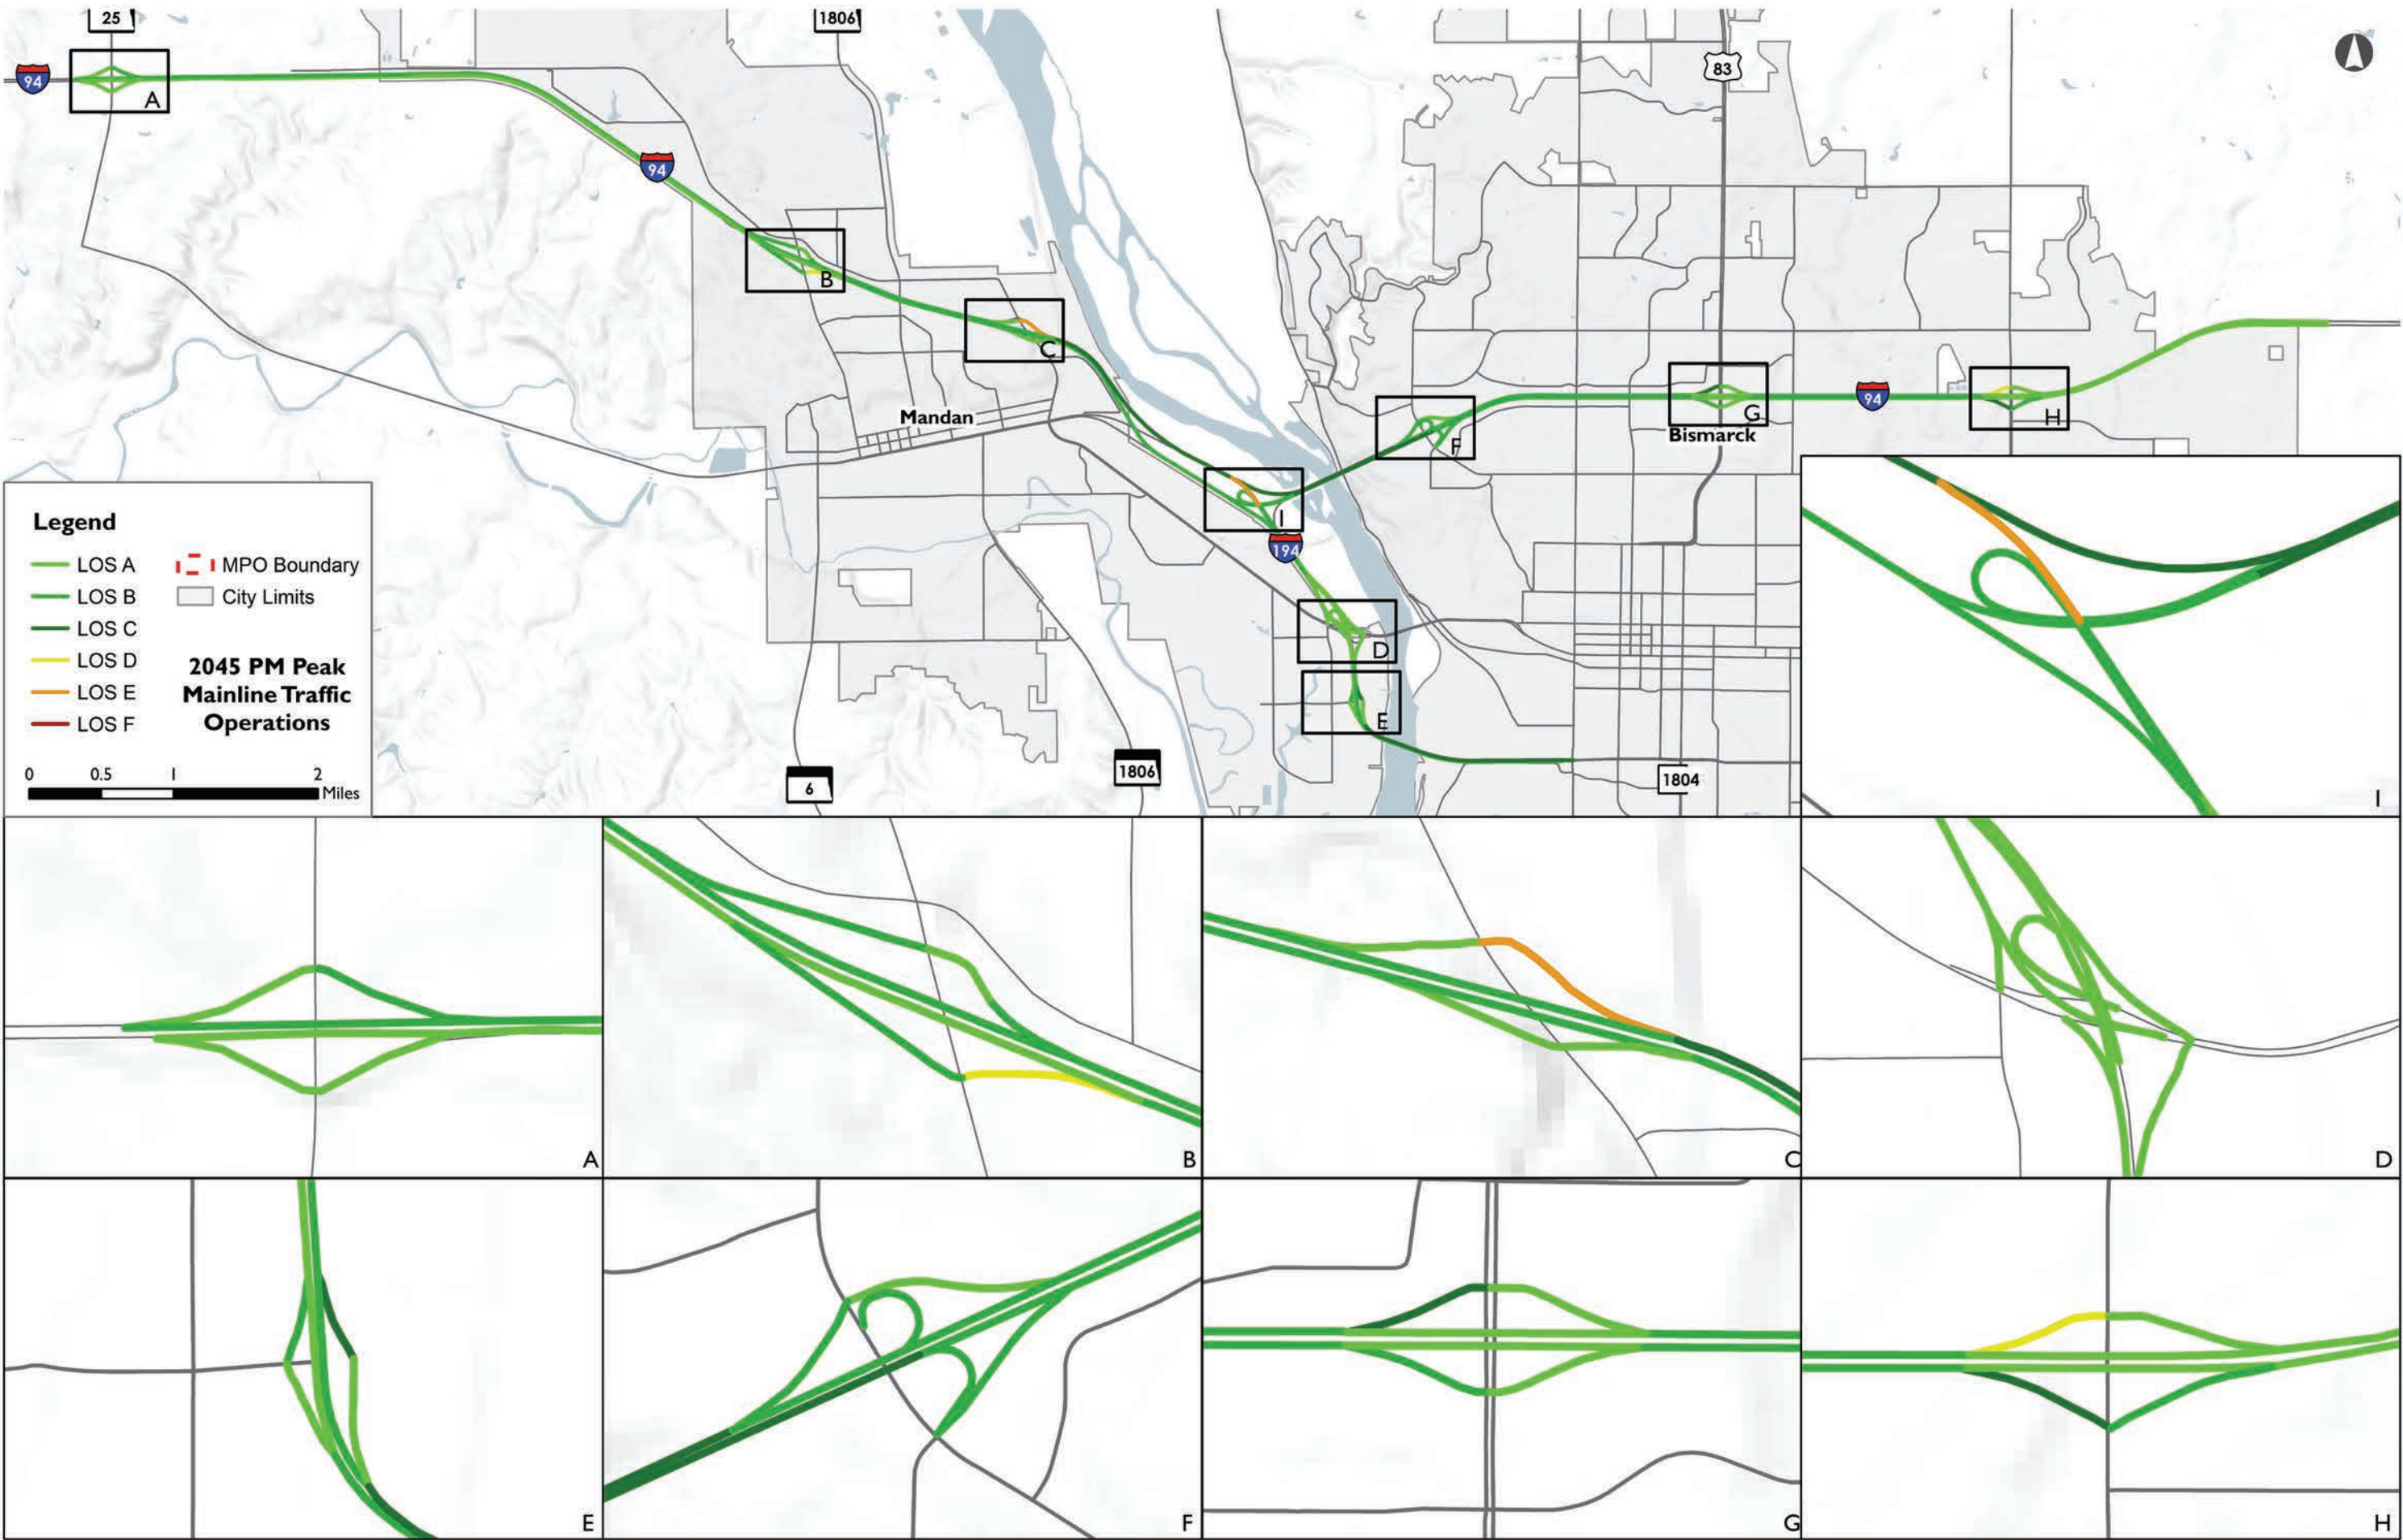 25
1806
83
94
A
94
B
C
Mandan
F
G
Bismarck
94
H
I
194
D
E
1806
6
1804
Legend
LOS A
LOS B
LOS C
LOS D
LOS E
LOS F
MPO Boundary
City Limits
2045 PM Peak
Mainline Traffic
Operations
0 0.5 1 2
Miles
I
A
B
C
D
E
F
G
H